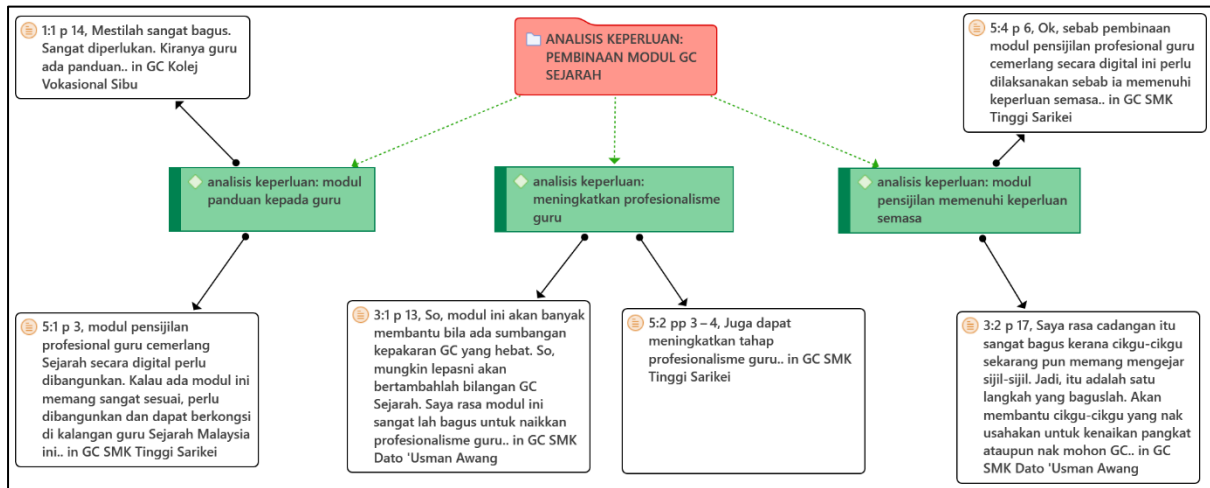 1:1 p 14, Mestilah sangat bagus.
Sangat diperlukan. Kiranya guru
ada panduan.. in GC Kolej
Vokasional Sibu
ANALISIS KEPERLUAN:
PEMBINAAN MODUL GC
SEJARAH
5:4 p 6, Ok, sebab pembinaan
modul pensijilan profesional guru
cemerlang secara digital ini perlu
dilaksanakan sebab ia memenuhi
keperluan semasa.. in GC SMK
Tinggi Sarikei
analisis keperluan: modul
panduan kepada guru
analisis keperluan:
meningkatkan profesionalisme
guru
analisis keperluan: modul
pensijilan memenuhi keperluan
semasa
5:1 p 3, modul pensijilan
profesional guru cemerlang
Sejarah secara digital perlu
dibangunkan. Kalau ada modul ini
memang sangat sesuai, perlu
dibangunkan dan dapat berkongsi
di kalangan guru Sejarah Malaysia
ini.. in GC SMK Tinggi Sarikei
3:1 p 13, So, modul ini akan banyak
membantu bila ada sumbangan
kepakaran GC yang hebat. So,
mungkin lepasni akan
bertambahlah bilangan GC
Sejarah. Saya rasa modul ini
sangat lah bagus untuk naikkan
profesionalisme guru.. in GC SMK
Dato 'Usman Awang
5:2 pp 3 – 4, Juga dapat
meningkatkan tahap
profesionalisme guru.. in GC SMK
Tinggi Sarikei
3:2 p 17, Saya rasa cadangan itu
sangat bagus kerana cikgu-cikgu
sekarang pun memang mengejar
sijil-sijil. Jadi, itu adalah satu
langkah yang baguslah. Akan
membantu cikgu-cikgu yang nak
usahakan untuk kenaikan pangkat
ataupun nak mohon GC.. in GC
SMK Dato 'Usman Awang